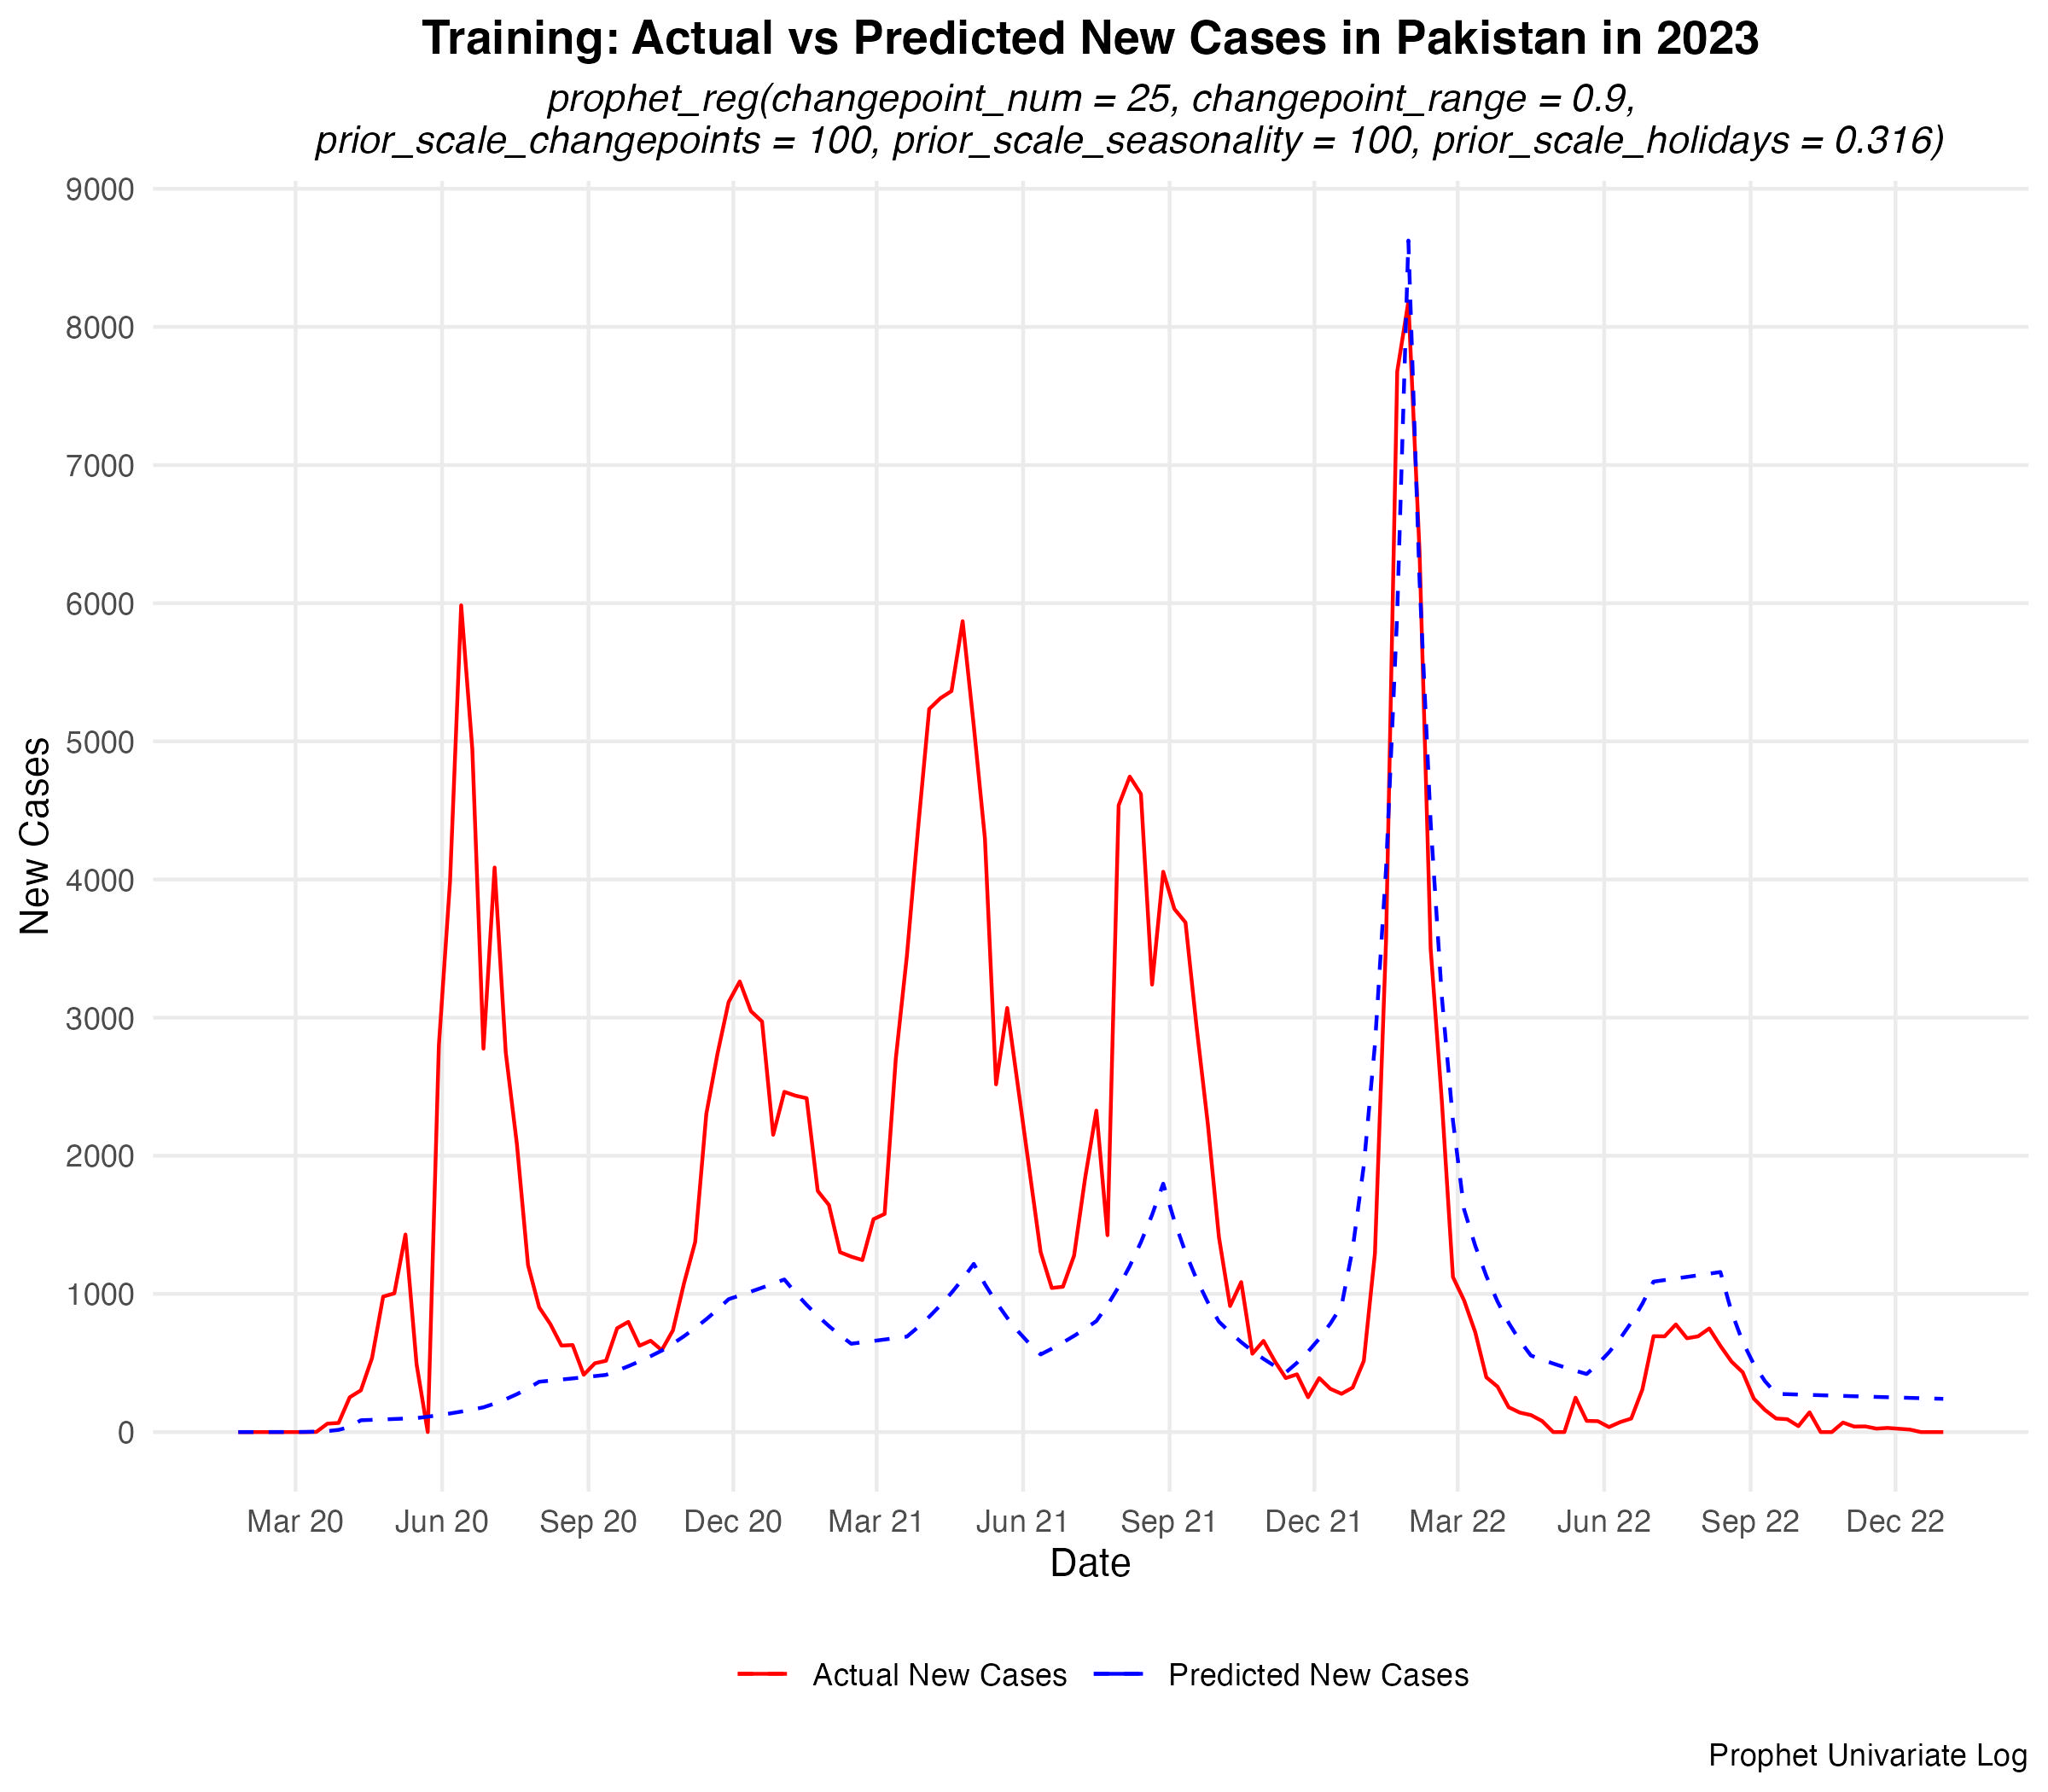 Training: Actual vs Predicted New Cases in Pakistan in 2023
prophet_reg(changepoint_num = 25, changepoint_range = 0.9,
prior_scale_changepoints = 100, prior_scale_seasonality = 100, prior_scale_holidays = 0.316)
9000
8000
7000
6000
5000
4000
3000
2000
1000
0
New Cases
Mar 20 Jun 20 Sep 20 Dec 20 Mar 21 Jun 21 Sep 21 Dec 21 Mar 22 Jun 22 Sep 22 Dec 22
Date
Actual New Cases Predicted New Cases
Prophet Univariate Log